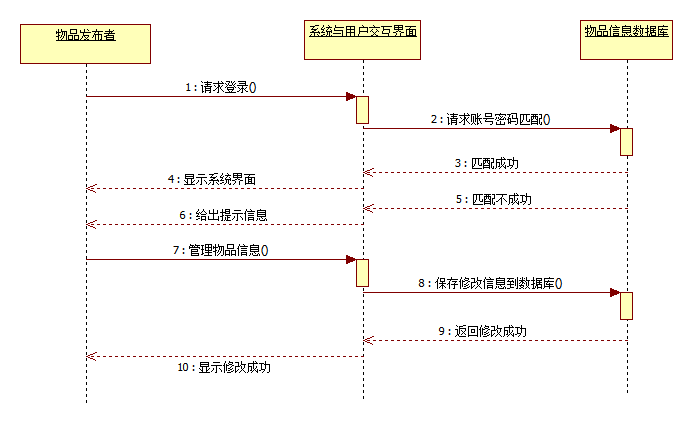 物品发布者
系统与用户交互界面
物品信息数据库
1 : 请求登录()
2 : 请求账号密码匹配()
3 : 匹配成功
4 : 显示系统界面
5 : 匹配不成功
6 : 给出提示信息
7 : 管理物品信息()
8 : 保存修改信息到数据库()
9 : 返回修改成功
10 : 显示修改成功